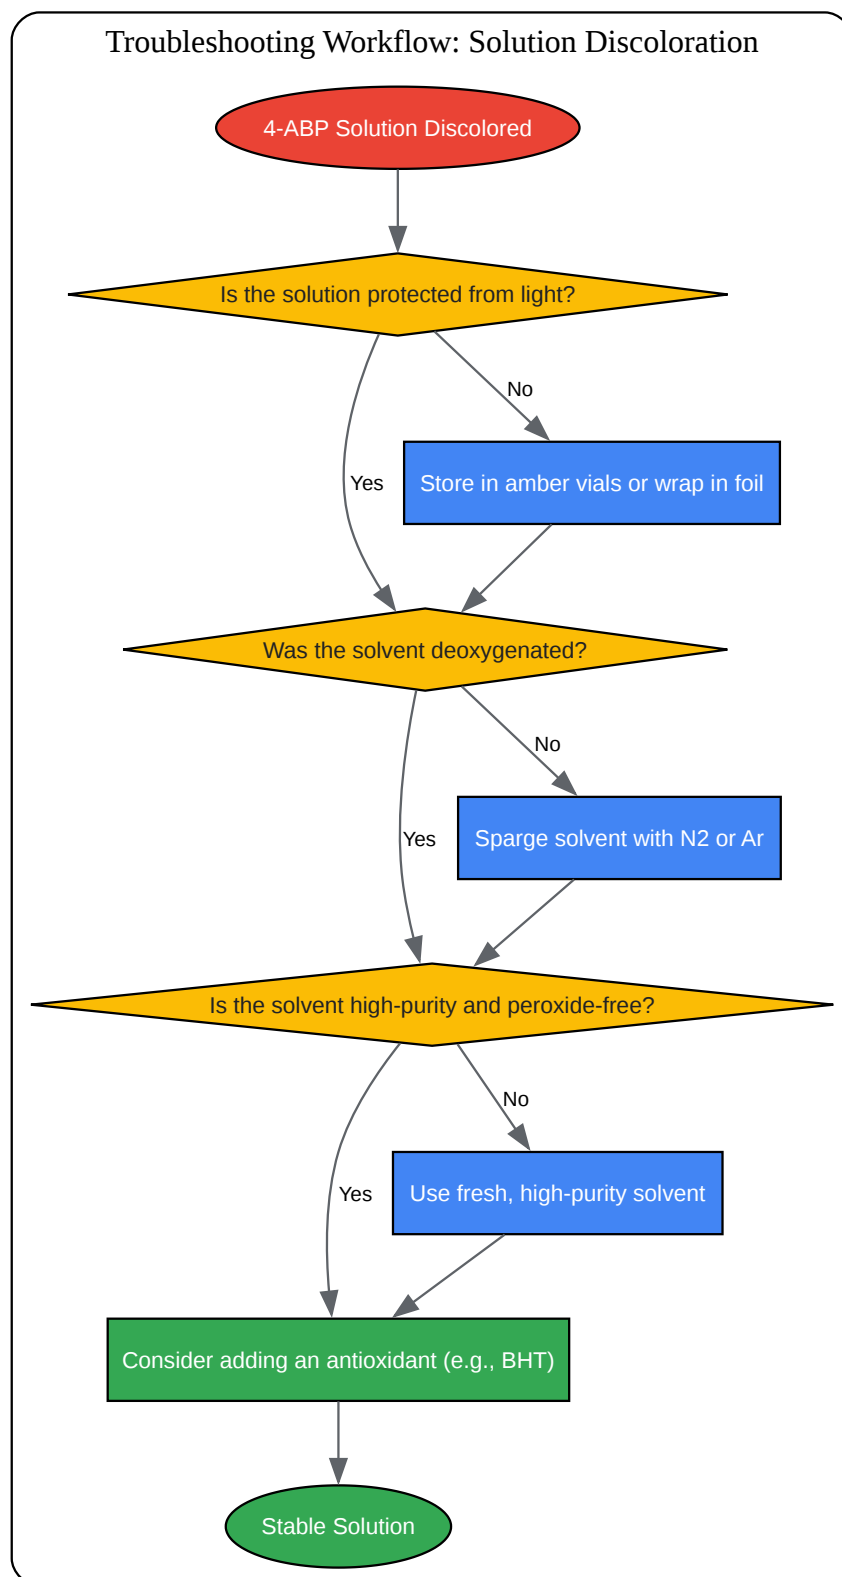 Troubleshooting Workflow: Solution Discoloration
4-ABP Solution Discolored
Is the solution protected from light?
No
Store in amber vials or wrap in foil
Yes
Was the solvent deoxygenated?
No
Sparge solvent with N2 or Ar
Yes
Is the solvent high-purity and peroxide-free?
No
Use fresh, high-purity solvent
Yes
Consider adding an antioxidant (e.g., BHT)
Stable Solution